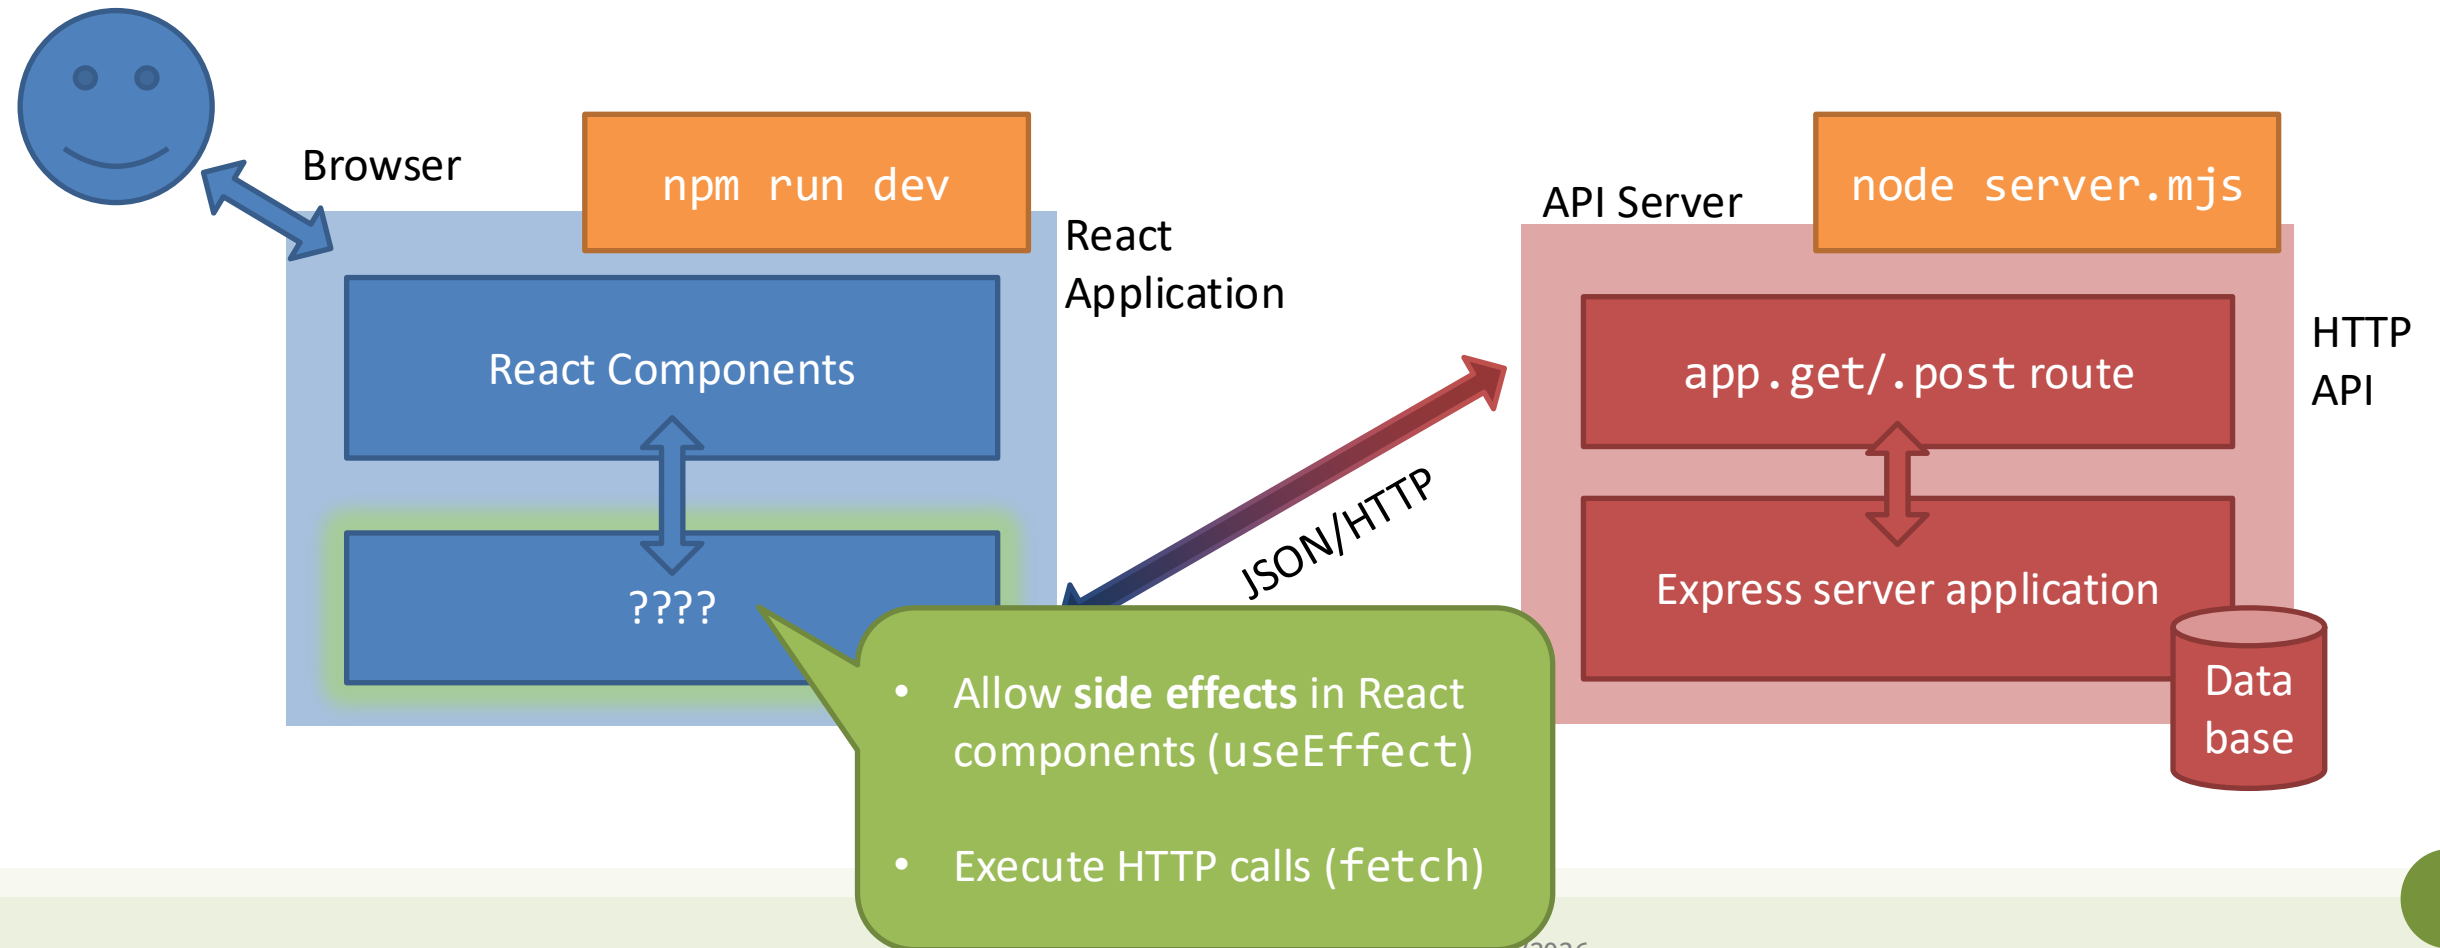 Browser
npm run dev
React
Application
React Components
????
JSON/HTTP
API Server
node server.mjs
HTTP
API
app.get/.post route
Express server application
Data
base
• Allow side effects in React
components (useEffect)
• Execute HTTP calls (fetch)